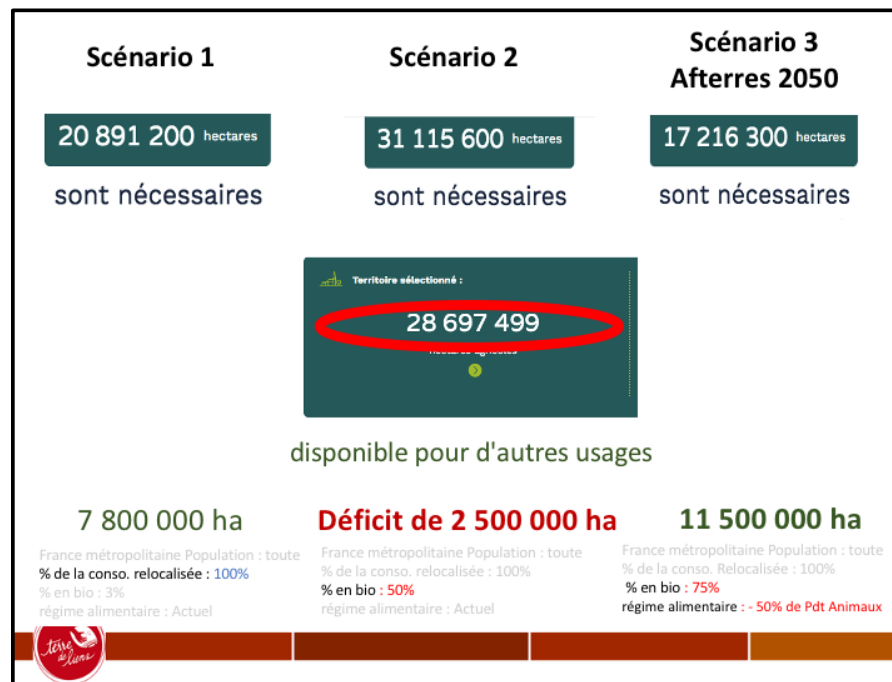 Scénario 1
Scénario 2
Scénario 3
Afterres 2050
20 891 200 hectares
31 115 600 hectares
17 216 300 hectares
sont nécessaires
sont nécessaires
sont nécessaires
Territoire sélectionné :
28 697 499
hectares agricoles
disponible pour d'autres usages
7 800 000 ha
France métropolitaine Population : toute
% de la conso. relocalisée : 100%
% en bio : 3%
régime alimentaire : Actuel
Déficit de 2 500 000 ha
France métropolitaine Population : toute
% de la conso. relocalisée : 100%
% en bio : 50%
régime alimentaire : Actuel
11 500 000 ha
France métropolitaine Population : toute
% de la conso. Relocalisée : 100%
% en bio : 75%
régime alimentaire : - 50% de Pdt Animaux
terre
de liens